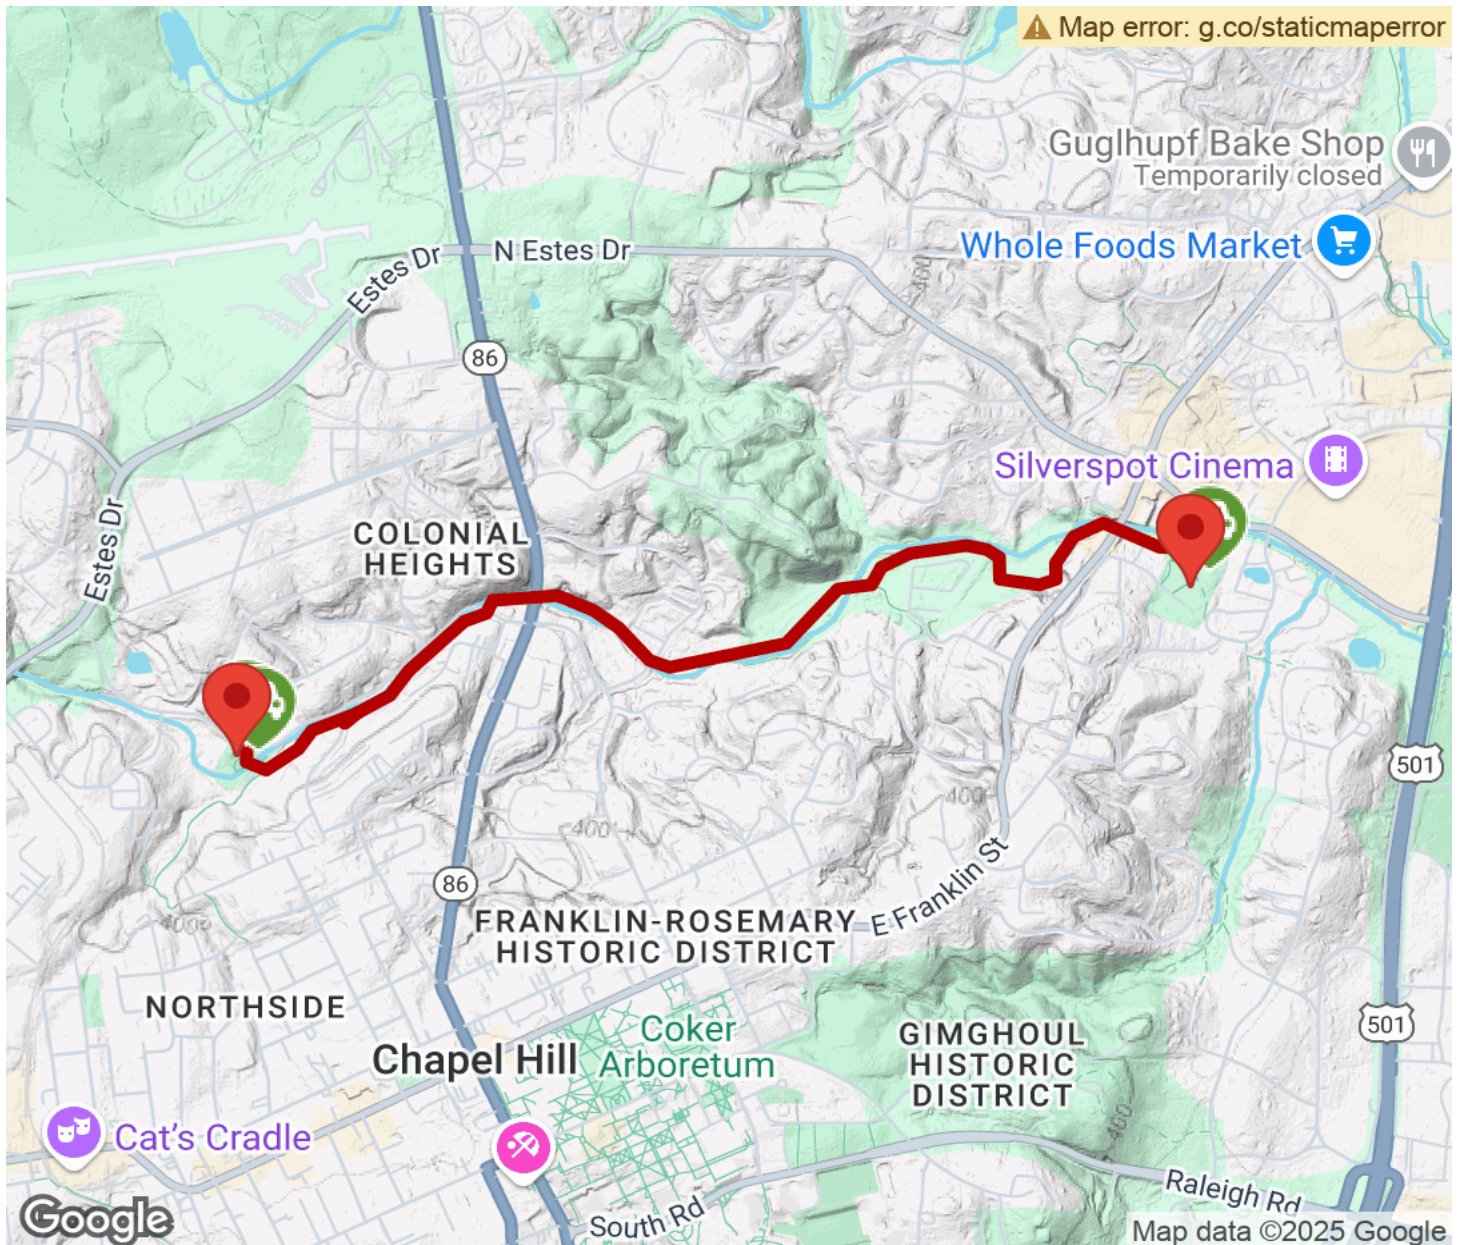 Map error: g.co/staticmaperror
Guglhupf Bake Shop
Temporarily closed
Whole Foods Market
N Estes Dr
Estes Dr
400
86
Silverspot Cinema
Estes Dr
COLONIAL
HEIGHTS
501
400
400'
E Franklin St
86
400
FRANKLIN-ROSEMARY
HISTORIC DISTRICT
NORTHSIDE
501
Coker
Arboretum
GIMGHOUL
HISTORIC
DISTRICT
Chapel Hill
400
Cat's Cradle
Raleigh Rd
South Rd
Google
Map data ©2025 Google